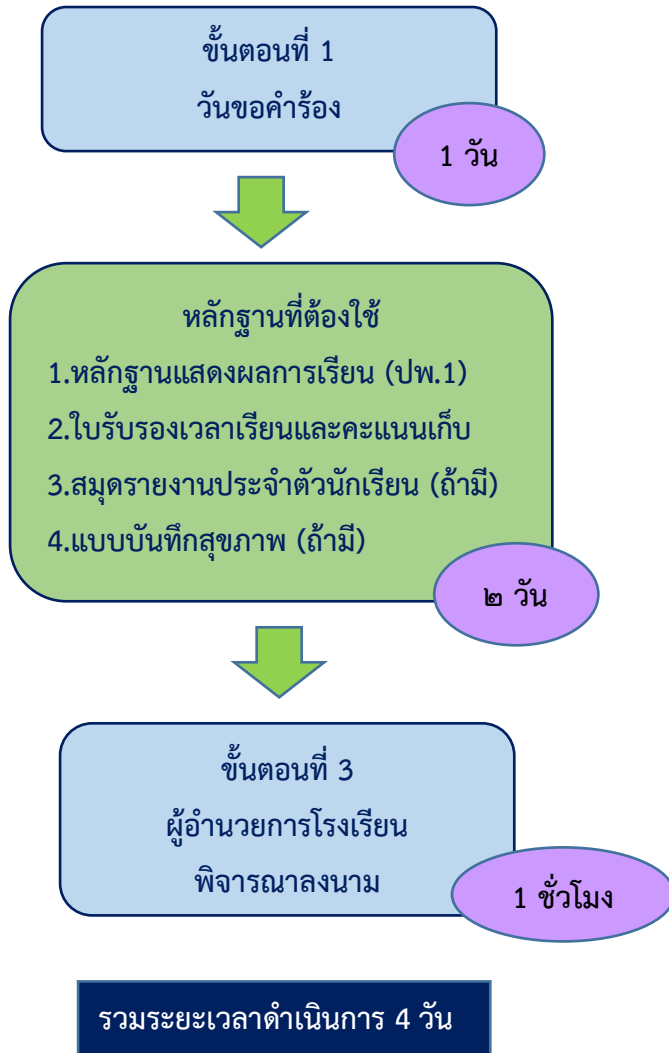 ขั้นตอนที่ 1
วันขอคำร้อง
1 วัน
หลักฐานที่ต้องใช้
1.หลักฐานแสดงผลการเรียน (ปพ.1)
2.ใบรับรองเวลาเรียนและคะแนนเก็บ
3.สมุดรายงานประจำตัวนักเรียน (ถ้ามี)
4.แบบบันทึกสุขภาพ (ถ้ามี)
๒ วัน
ขั้นตอนที่ 3
ผู้อำนวยการโรงเรียน
พิจารณาลงนาม
1 ชั่วโมง
รวมระยะเวลาดำเนินการ 4 วัน